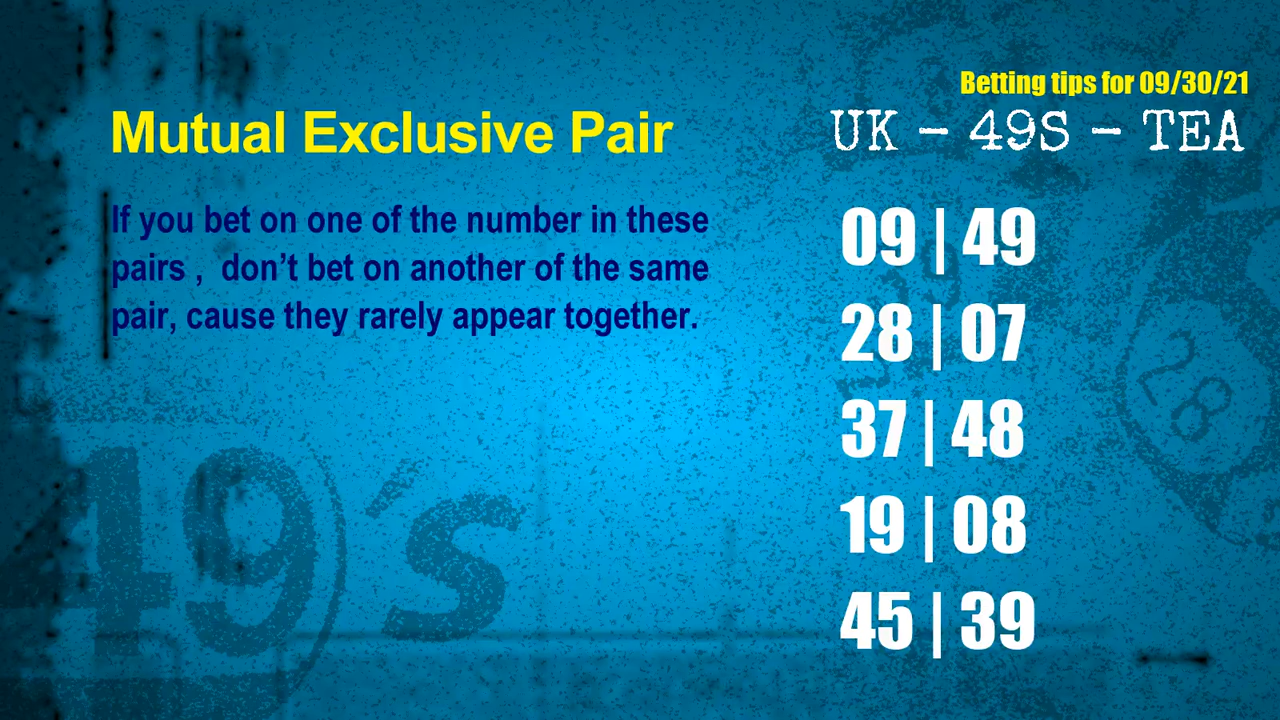 Betting tips for 09/30/21
Mutual Exclusive Pair
UK - 49S - TEA
If you bet on one of the number in these
pairs ,  don’t bet on another of the same
pair, cause they rarely appear together.
09 | 49
28 | 07
37 | 48
19 | 08
45 | 39
49's
28